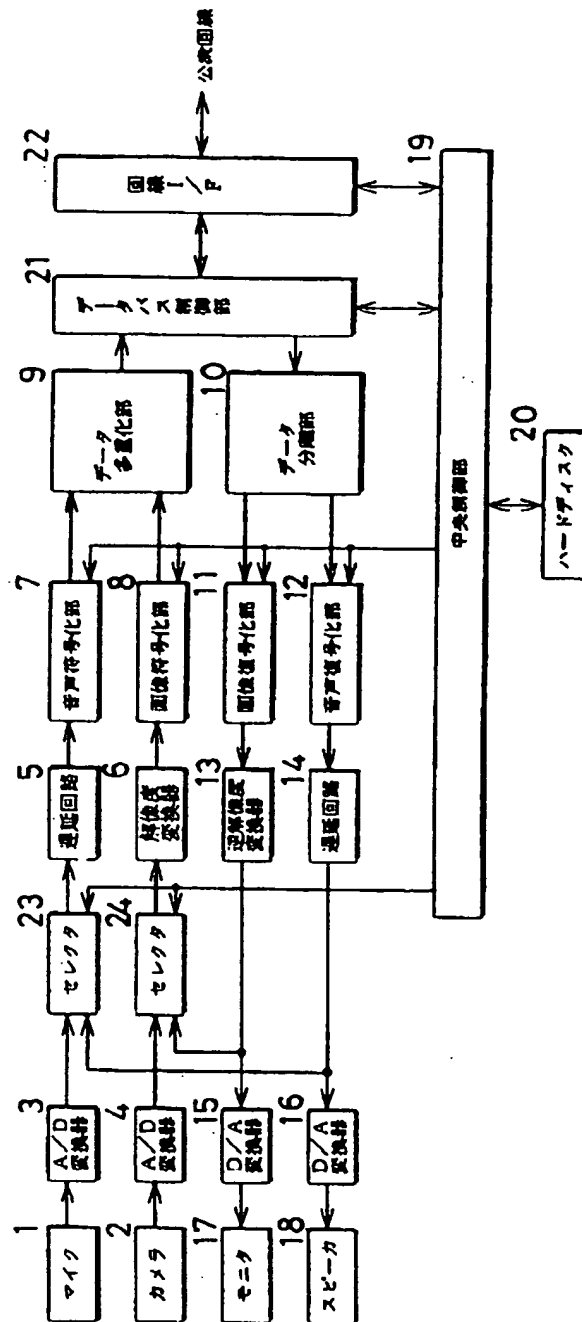 1
マイク
3
A/D
変換器
23
セレクタ
5
遅延回路
7
音声符号化部
9
データ
多重化部
21
データパス制御部
22
回線I/F
公衆回線
2
カメラ
4
A/D
変換器
24
セレクタ
6
解像度
変換器
8
画像符号化部
17
モニタ
15
D/A
変換器
13
逆解像度
変換器
11
画像復号化部
10
データ
分離部
18
スピーカ
16
D/A
変換器
14
遅延回路
12
音声復号化部
19
中央制御部
20
ハードディスク